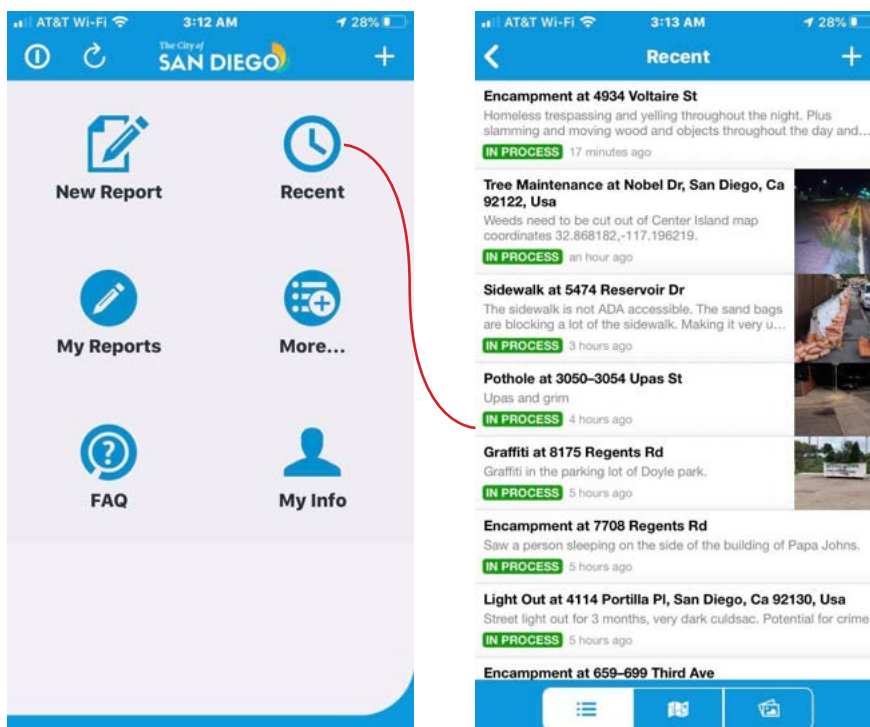 AT&T Wi-Fi 3:12 AM 28%
The City of
SAN DIEGO
New Report
Recent
My Reports
More...
FAQ
My Info
AT&T Wi-Fi 3:13 AM 28%
Recent
Encampment at 4934 Voltaire St
Homeless trespassing and yelling throughout the night. Plus
slamming and moving wood and objects throughout the day and...
IN PROCESS 17 minutes ago
Tree Maintenance at Nobel Dr, San Diego, Ca
92122, Usa
Weeds need to be cut out of Center Island map
coordinates 32.868182,-117.196219.
IN PROCESS an hour ago
Sidewalk at 5474 Reservoir Dr
The sidewalk is not ADA accessible. The sand bags
are blocking a lot of the sidewalk. Making it very u...
IN PROCESS 3 hours ago
Pothole at 3050–3054 Upas St
Upas and grim
IN PROCESS 4 hours ago
Graffiti at 8175 Regents Rd
Graffiti in the parking lot of Doyle park.
IN PROCESS 5 hours ago
Encampment at 7708 Regents Rd
Saw a person sleeping on the side of the building of Papa Johns.
IN PROCESS 5 hours ago
Light Out at 4114 Portilla Pl, San Diego, Ca 92130, Usa
Street light out for 3 months, very dark culdsac. Potential for crime
IN PROCESS 5 hours ago
Encampment at 659–699 Third Ave